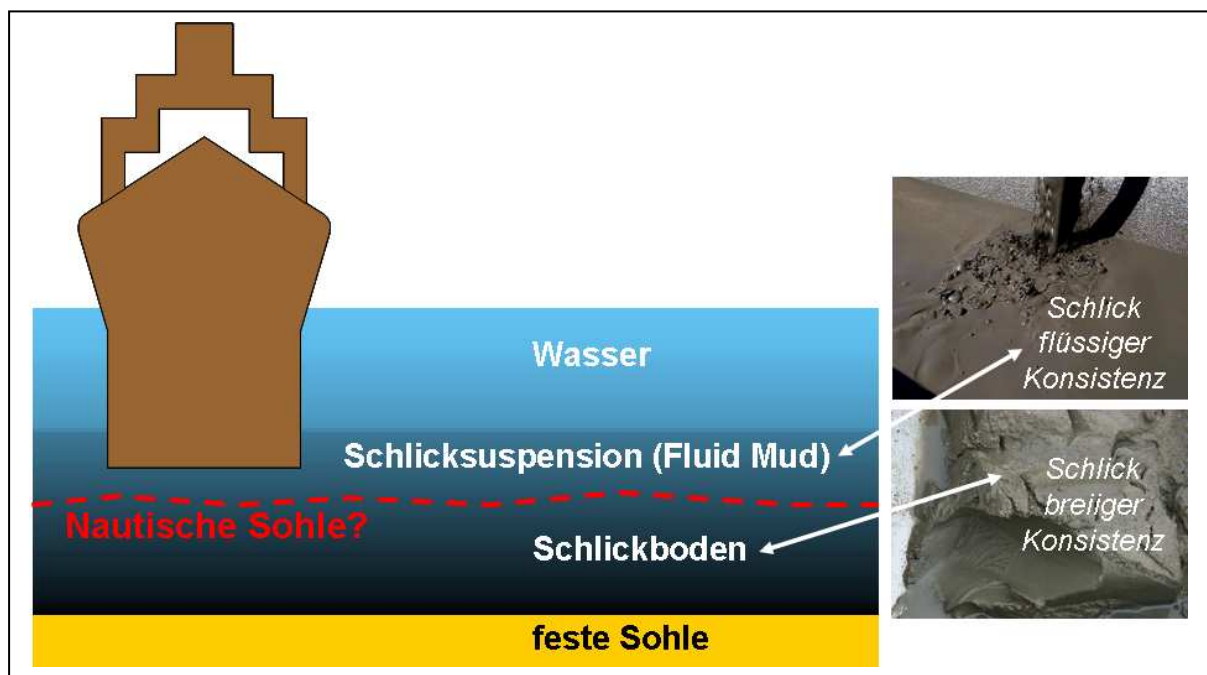 Wasser
Schlicksuspension (Fluid Mud)
Nautische Sohle?
Schlickboden
feste Sohle
Schlick
flüssiger
Konsistenz
Schlick
breiiger
Konsistenz